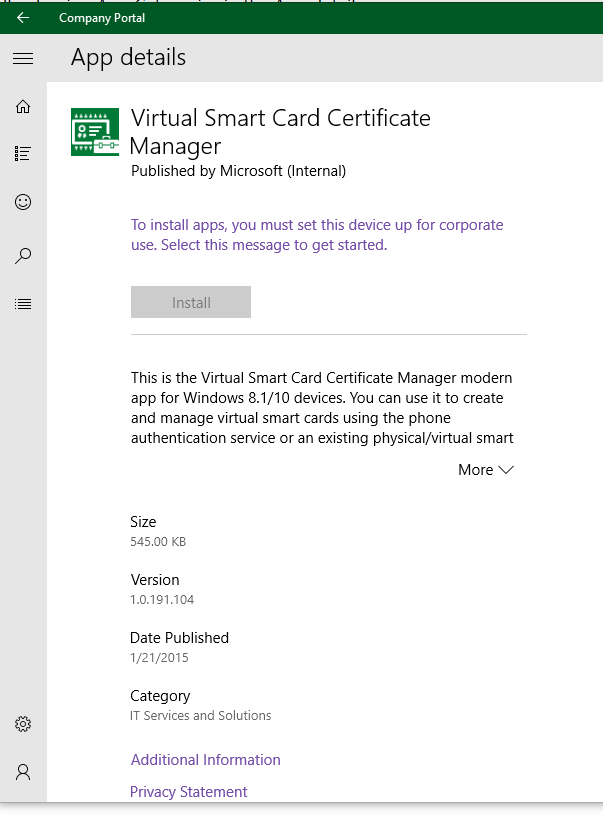 Company Portal
App details
Virtual Smart Card Certificate
Manager
Published by Microsoft (Internal)
To install apps, you must set this device up for corporate
use. Select this message to get started.
Install
This is the Virtual Smart Card Certificate Manager modern
app for Windows 8.1/10 devices. You can use it to create
and manage virtual smart cards using the phone
authentication service or an existing physical/virtual smart
More
Size
545.00 KB
Version
1.0.191.104
Date Published
1/21/2015
Category
IT Services and Solutions
Additional Information
Privacy Statement